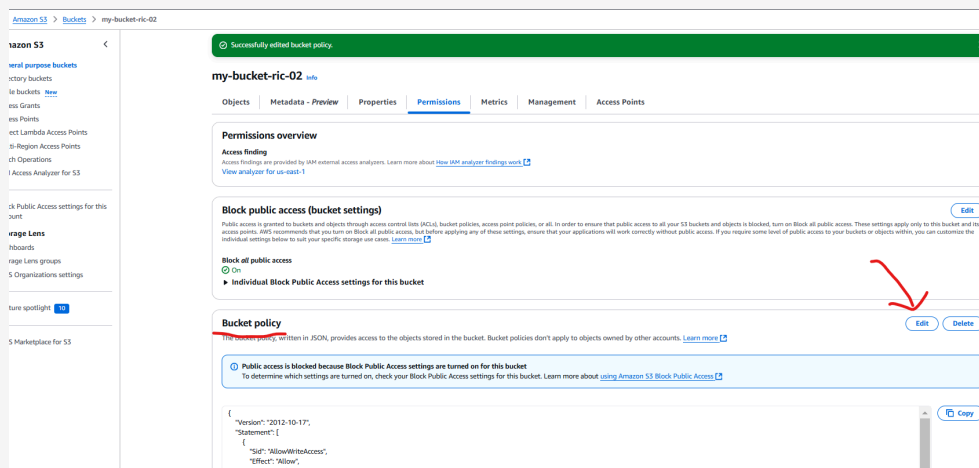 Amazon S3 > Buckets > my-bucket-ric-02
mazon S3
neral purpose buckets
ectory buckets
le buckets New
ess Grants
ess Points
ect Lambda Access Points
ti-Region Access Points
ch Operations
Access Analyzer for S3
ck Public Access settings for this
ount
rage Lens
hboards
rage Lens groups
S Organizations settings
ture spotlight 10
S Marketplace for S3
Successfully edited bucket policy.
my-bucket-ric-02 Info
Objects Metadata - Preview Properties Permissions Metrics Management Access Points
Permissions overview
Access finding
Access findings are provided by IAM external access analyzers. Learn more about How IAM analyzer findings work
View analyzer for us-east-1
Block public access (bucket settings)
Edit
Public access is granted to buckets and objects through access control lists (ACLs), bucket policies, access point policies, or all. In order to ensure that public access to all your S3 buckets and objects is blocked, turn on Block all public access. These settings apply only to this bucket and its
access points. AWS recommends that you turn on Block all public access, but before applying any of these settings, ensure that your applications will work correctly without public access. If you require some level of public access to your buckets or objects within, you can customize the
individual settings below to suit your specific storage use cases. Learn more
Block all public access
On
Individual Block Public Access settings for this bucket
Bucket policy
Edit Delete
The bucket policy, written in JSON, provides access to the objects stored in the bucket. Bucket policies don't apply to objects owned by other accounts. Learn more
Public access is blocked because Block Public Access settings are turned on for this bucket
To determine which settings are turned on, check your Block Public Access settings for this bucket. Learn more about using Amazon S3 Block Public Access
Copy
{
"Version": "2012-10-17",
"Statement": [
{
"Sid": "AllowWriteAccess",
"Effect": "Allow",